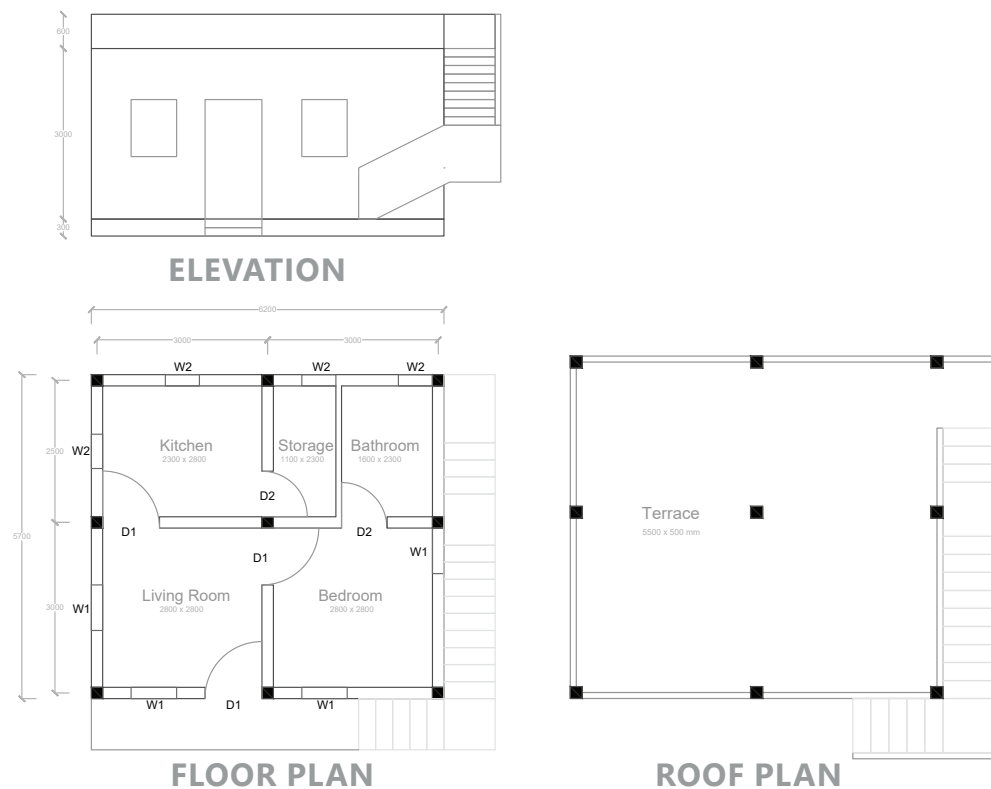 600
3000
300
ELEVATION
6200
3000
3000
W2
W2
W2
5700
2500
3000
W2
Kitchen
2300 x 2800
Storage
1100 x 2300
Bathroom
1600 x 2300
D2
D1
D2
D1
W1
W1
Living Room
2800 x 2800
Bedroom
2800 x 2800
W1
D1
W1
FLOOR PLAN
Terrace
5500 x 500 mm
ROOF PLAN